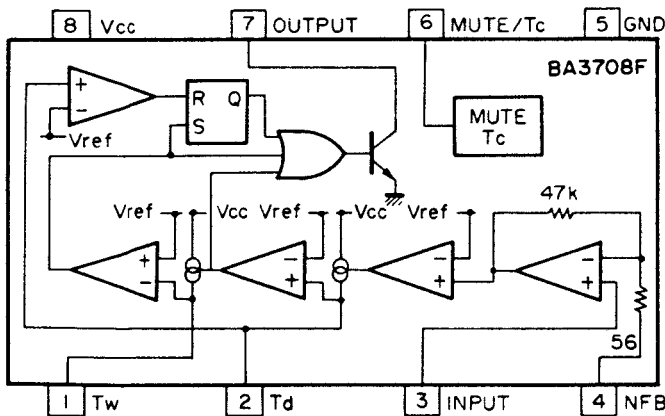 8 Vcc 7 OUTPUT 6 MUTE/Tc 5 GND
BA3708F
+
−
R Q
S
Vref
MUTE
Tc
47k
Vref Vcc Vref Vcc Vref
+ − − −
− + + +
56
1 Tw 2 Td 3 INPUT 4 NFB